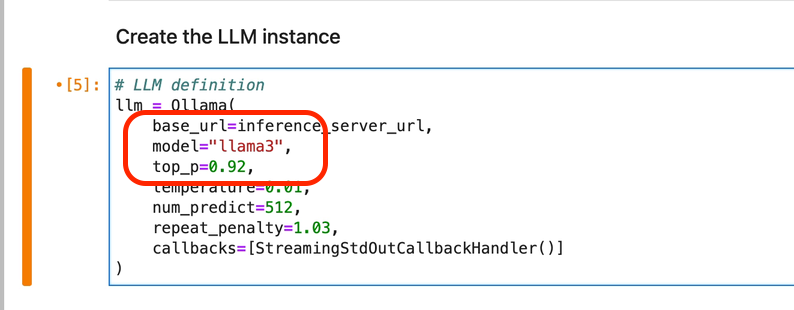 Create the LLM instance
•[5]:
# LLM definition
llm = Ollama(
base_url=inference_server_url,
model="llama3",
top_p=0.92,
temperature=0.01,
num_predict=512,
repeat_penalty=1.03,
callbacks=[StreamingStdOutCallbackHandler()]
)